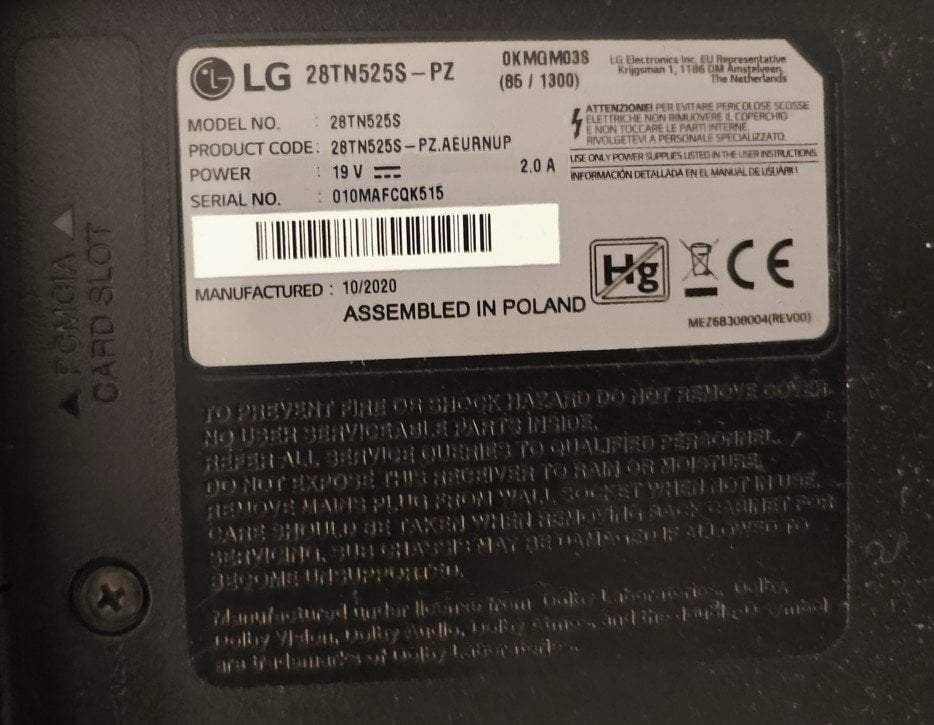 LG 28TN525S-PZ
0KMGM03S
(85 / 1300)
LG Electronics Inc. EU Representative
Krijgsman 1, 1186 DM Amstelveen,
The Netherlands
ATTENZIONE! PER EVITARE PERICOLOSE SCOSSE
ELETTRICHE NON RIMUOVERE IL COPERCHIO
E NON TOCCARE LE PARTI INTERNE.
RIVOLGETEVI A PERSONALE SPECIALIZZATO.
USE ONLY POWER SUPPLIES LISTED IN THE USER INSTRUCTIONS.
INFORMACIÓN DETALLADA EN EL MANUAL DE USUARIO
MODEL NO. : 28TN525S
PRODUCT CODE : 28TN525S-PZ.AEURNUP
POWER : 19 V 2.0 A
SERIAL NO. : 010MAFCQK515
MANUFACTURED : 10/2020
ASSEMBLED IN POLAND
Hg
CE
MEZ68308004(REV00)
PCMCIA
CARD SLOT
TO PREVENT FIRE OR SHOCK HAZARD DO NOT REMOVE COVER
NO USER SERVICEABLE PARTS INSIDE.
REFER ALL SERVICE QUERIES TO QUALIFIED PERSONNEL.
DO NOT EXPOSE THIS RECEIVER TO RAIN OR MOISTURE.
REMOVE MAINS PLUG FROM WALL SOCKET WHEN NOT IN USE.
CARE SHOULD BE TAKEN WHEN REMOVING BACK CABINET FOR
SERVICING, SUB CHASSIS MAY BE DAMAGED IF ALLOWED TO
BECOME UNSUPPORTED.
Manufactured under license from Dolby Laboratories. Dolby,
Dolby Vision, Dolby Audio, Dolby Atmos, and the double-D symbol
are trademarks of Dolby Laboratories.